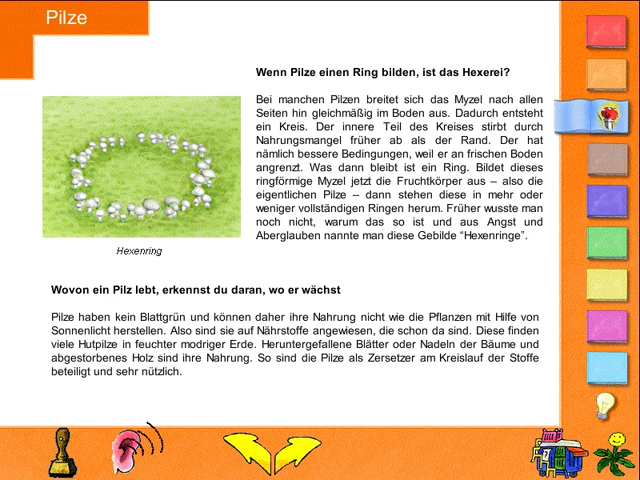 Pilze
Wenn Pilze einen Ring bilden, ist das Hexerei?
Bei manchen Pilzen breitet sich das Myzel nach allen
Seiten hin gleichmäßig im Boden aus. Dadurch entsteht
ein Kreis. Der innere Teil des Kreises stirbt durch
Nahrungsmangel früher ab als der Rand. Der hat
nämlich bessere Bedingungen, weil er an frischen Boden
angrenzt. Was dann bleibt ist ein Ring. Bildet dieses
ringförmige Myzel jetzt die Fruchtkörper aus – also die
eigentlichen Pilze – dann stehen diese in mehr oder
weniger vollständigen Ringen herum. Früher wusste man
noch nicht, warum das so ist und aus Angst und
Aberglauben nannte man diese Gebilde “Hexenringe”.
Hexenring
Wovon ein Pilz lebt, erkennst du daran, wo er wächst
Pilze haben kein Blattgrün und können daher ihre Nahrung nicht wie die Pflanzen mit Hilfe von
Sonnenlicht herstellen. Also sind sie auf Nährstoffe angewiesen, die schon da sind. Diese finden
viele Hutpilze in feuchter modriger Erde. Heruntergefallene Blätter oder Nadeln der Bäume und
abgestorbenes Holz sind ihre Nahrung. So sind die Pilze als Zersetzer am Kreislauf der Stoffe
beteiligt und sehr nützlich.